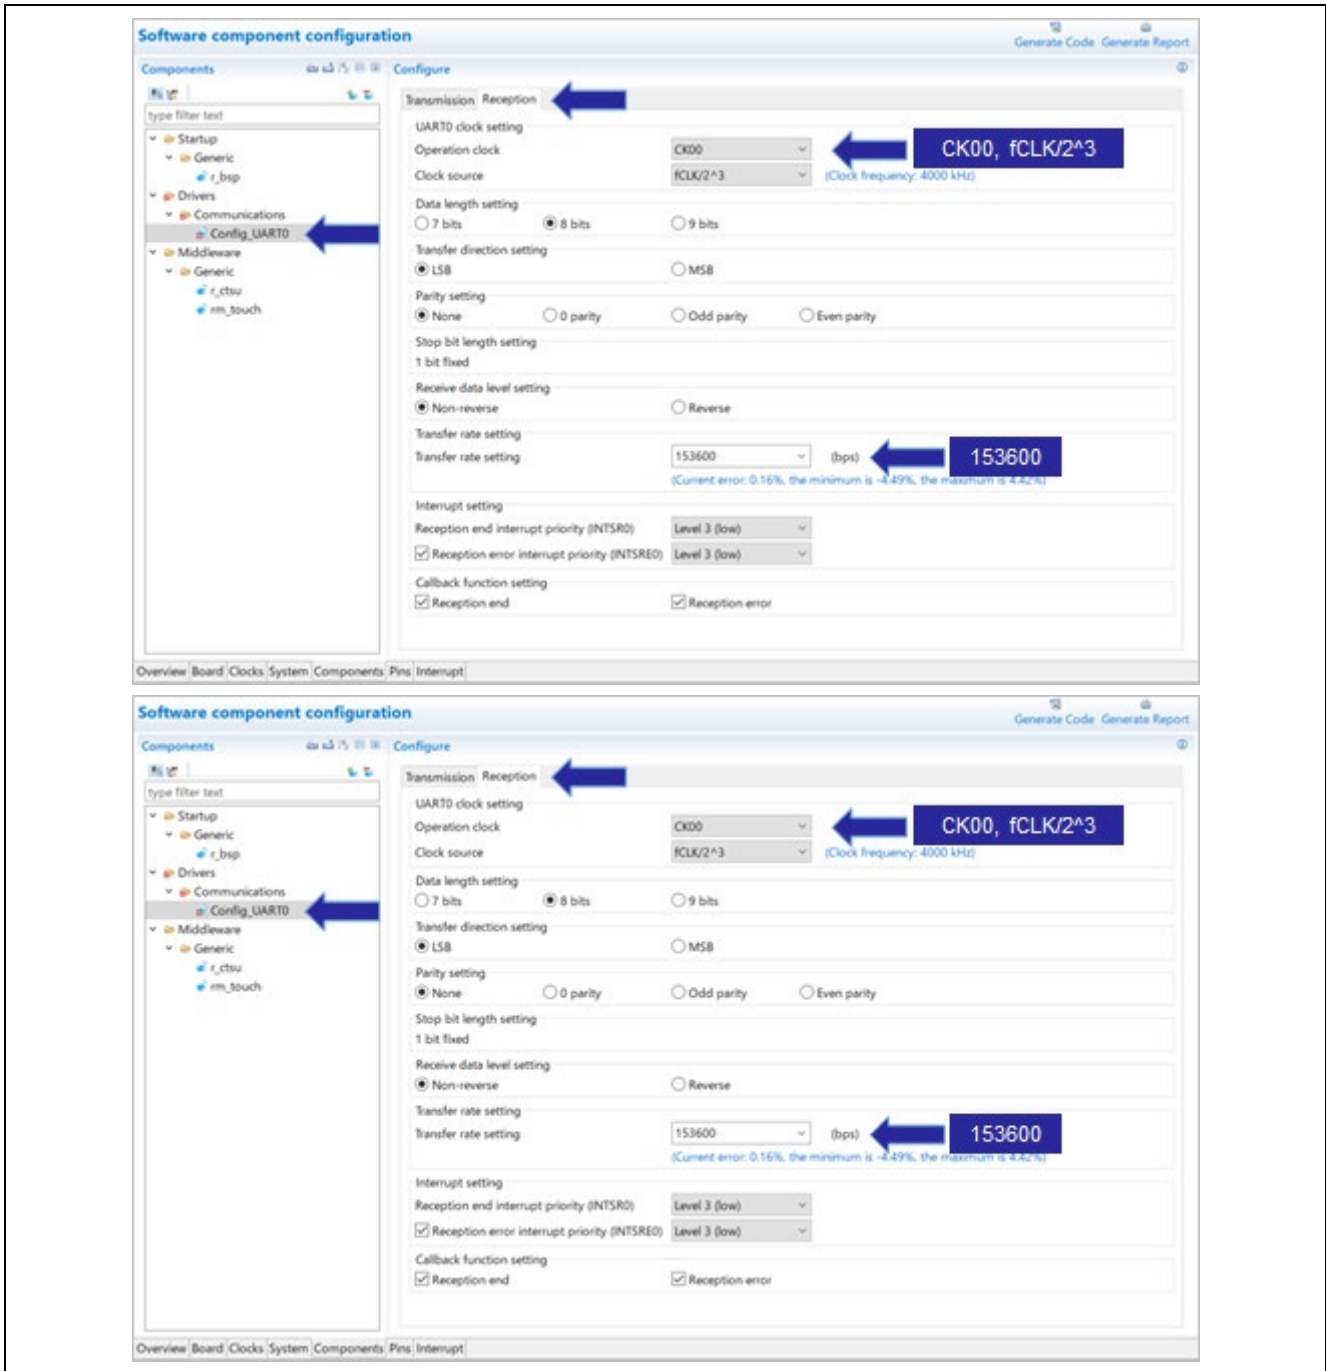 Software component configuration
Generate Code Generate Report
Components
Configure
type filter text
Startup
Generic
r_bsp
Drivers
Communications
Config_UART0
Middleware
Generic
r_ctsu
rm_touch
Transmission Reception
UART0 clock setting
Operation clock CK00
CK00, fCLK/2^3
Clock source fCLK/2^3 (Clock frequency: 4000 kHz)
Data length setting
7 bits 8 bits 9 bits
Transfer direction setting
LSB MSB
Parity setting
None 0 parity Odd parity Even parity
Stop bit length setting
1 bit fixed
Receive data level setting
Non-reverse Reverse
Transfer rate setting
Transfer rate setting 153600 (bps) 153600
(Current error: 0.16%, the minimum is -4.49%, the maximum is 4.42%)
Interrupt setting
Reception end interrupt priority (INTSR0) Level 3 (low)
Reception error interrupt priority (INTSRE0) Level 3 (low)
Callback function setting
Reception end Reception error
Overview Board Clocks System Components Pins Interrupt
Software component configuration
Generate Code Generate Report
Components
Configure
type filter text
Startup
Generic
r_bsp
Drivers
Communications
Config_UART0
Middleware
Generic
r_ctsu
rm_touch
Transmission Reception
UART0 clock setting
Operation clock CK00
CK00, fCLK/2^3
Clock source fCLK/2^3 (Clock frequency: 4000 kHz)
Data length setting
7 bits 8 bits 9 bits
Transfer direction setting
LSB MSB
Parity setting
None 0 parity Odd parity Even parity
Stop bit length setting
1 bit fixed
Receive data level setting
Non-reverse Reverse
Transfer rate setting
Transfer rate setting 153600 (bps) 153600
(Current error: 0.16%, the minimum is -4.49%, the maximum is 4.42%)
Interrupt setting
Reception end interrupt priority (INTSR0) Level 3 (low)
Reception error interrupt priority (INTSRE0) Level 3 (low)
Callback function setting
Reception end Reception error
Overview Board Clocks System Components Pins Interrupt